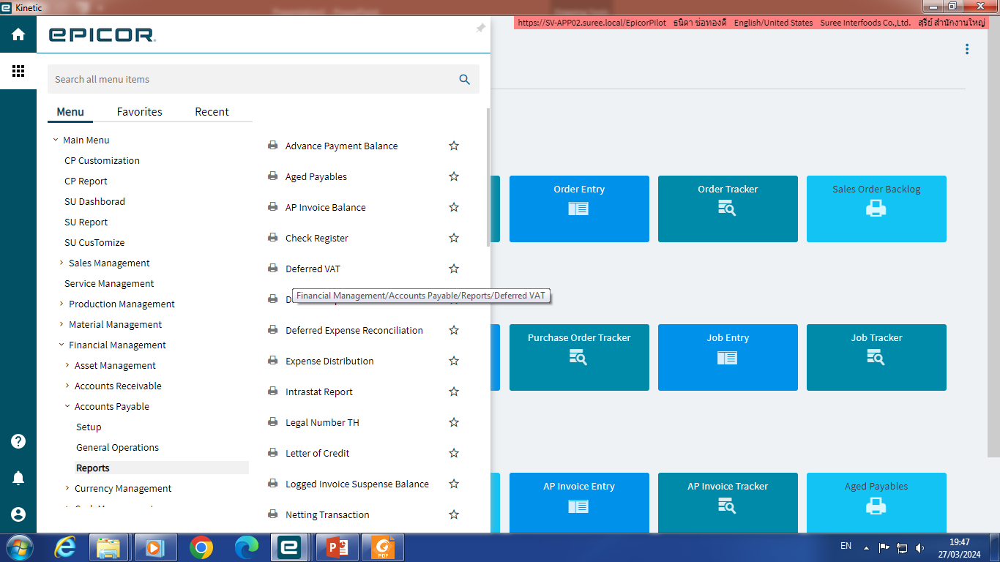 Kinetic
https://SV-APP02.suree.local/EpicorPilot ธนิดา ช่อทองดี English/United States Suree Interfoods Co.,Ltd. สุรีย์ สำนักงานใหญ่
EPICOR
Search all menu items
Menu Favorites Recent
Main Menu
CP Customization
CP Report
SU Dashborad
SU Report
SU CusTomize
Sales Management
Service Management
Production Management
Material Management
Financial Management
Asset Management
Accounts Receivable
Accounts Payable
Setup
General Operations
Reports
Currency Management
Advance Payment Balance
Aged Payables
AP Invoice Balance
Check Register
Deferred VAT
Financial Management/Accounts Payable/Reports/Deferred VAT
Deferred Expense Reconciliation
Expense Distribution
Intrastat Report
Legal Number TH
Letter of Credit
Logged Invoice Suspense Balance
Netting Transaction
Order Entry
Order Tracker
Sales Order Backlog
Purchase Order Tracker
Job Entry
Job Tracker
AP Invoice Entry
AP Invoice Tracker
Aged Payables
PDF
EN
19:47
27/03/2024